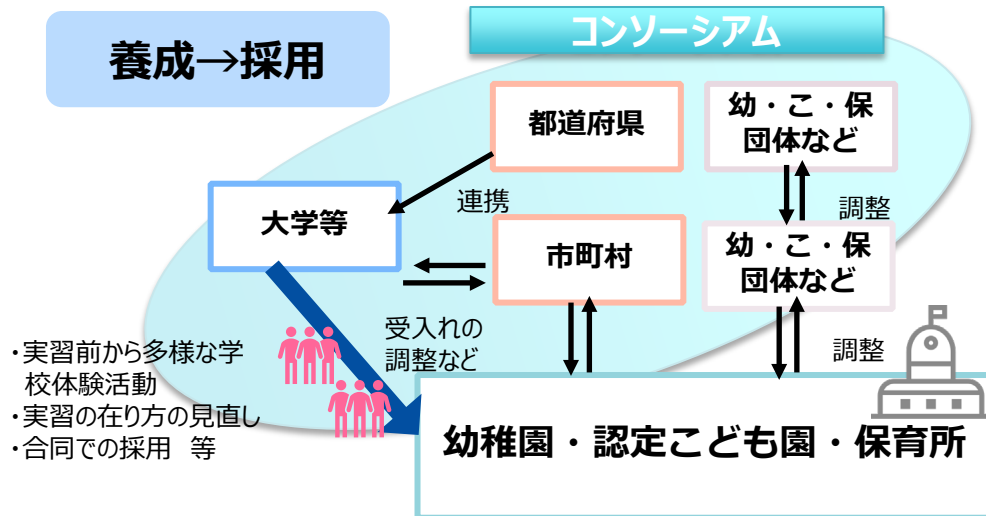 コンソーシアム
養成→採用
都道府県
幼・こ・保
団体など
連携
調整
大学等
市町村
幼・こ・保
団体など
受入れの
調整など
調整
・実習前から多様な学
校体験活動
・実習の在り方の見直し
・合同での採用 等
幼稚園・認定こども園・保育所